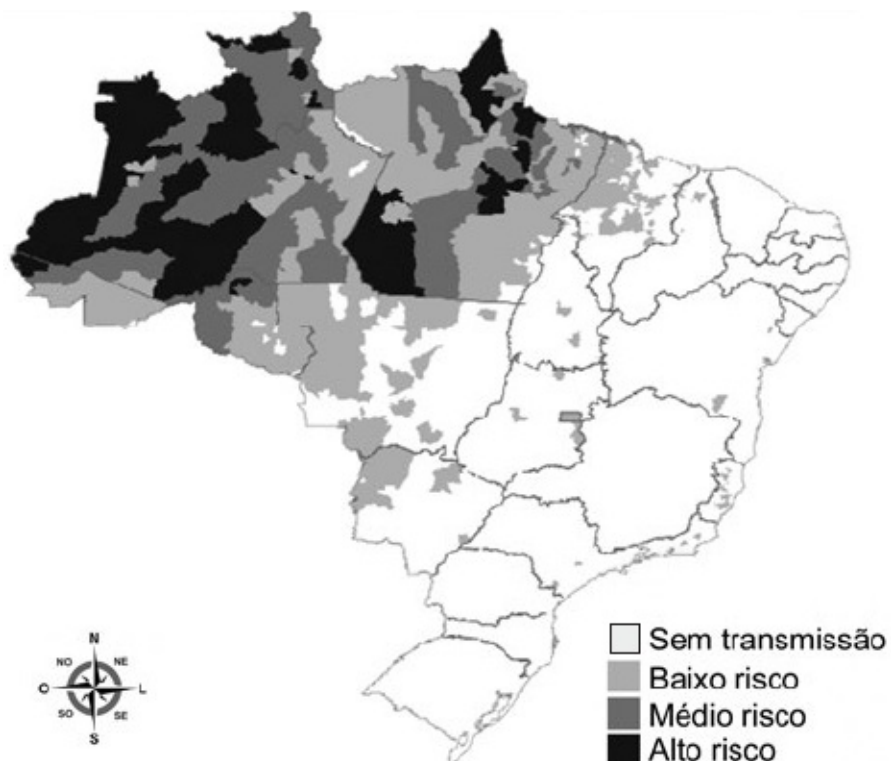 N
NO NE
O L
SO SE
S
Sem transmissão
Baixo risco
Médio risco
Alto risco